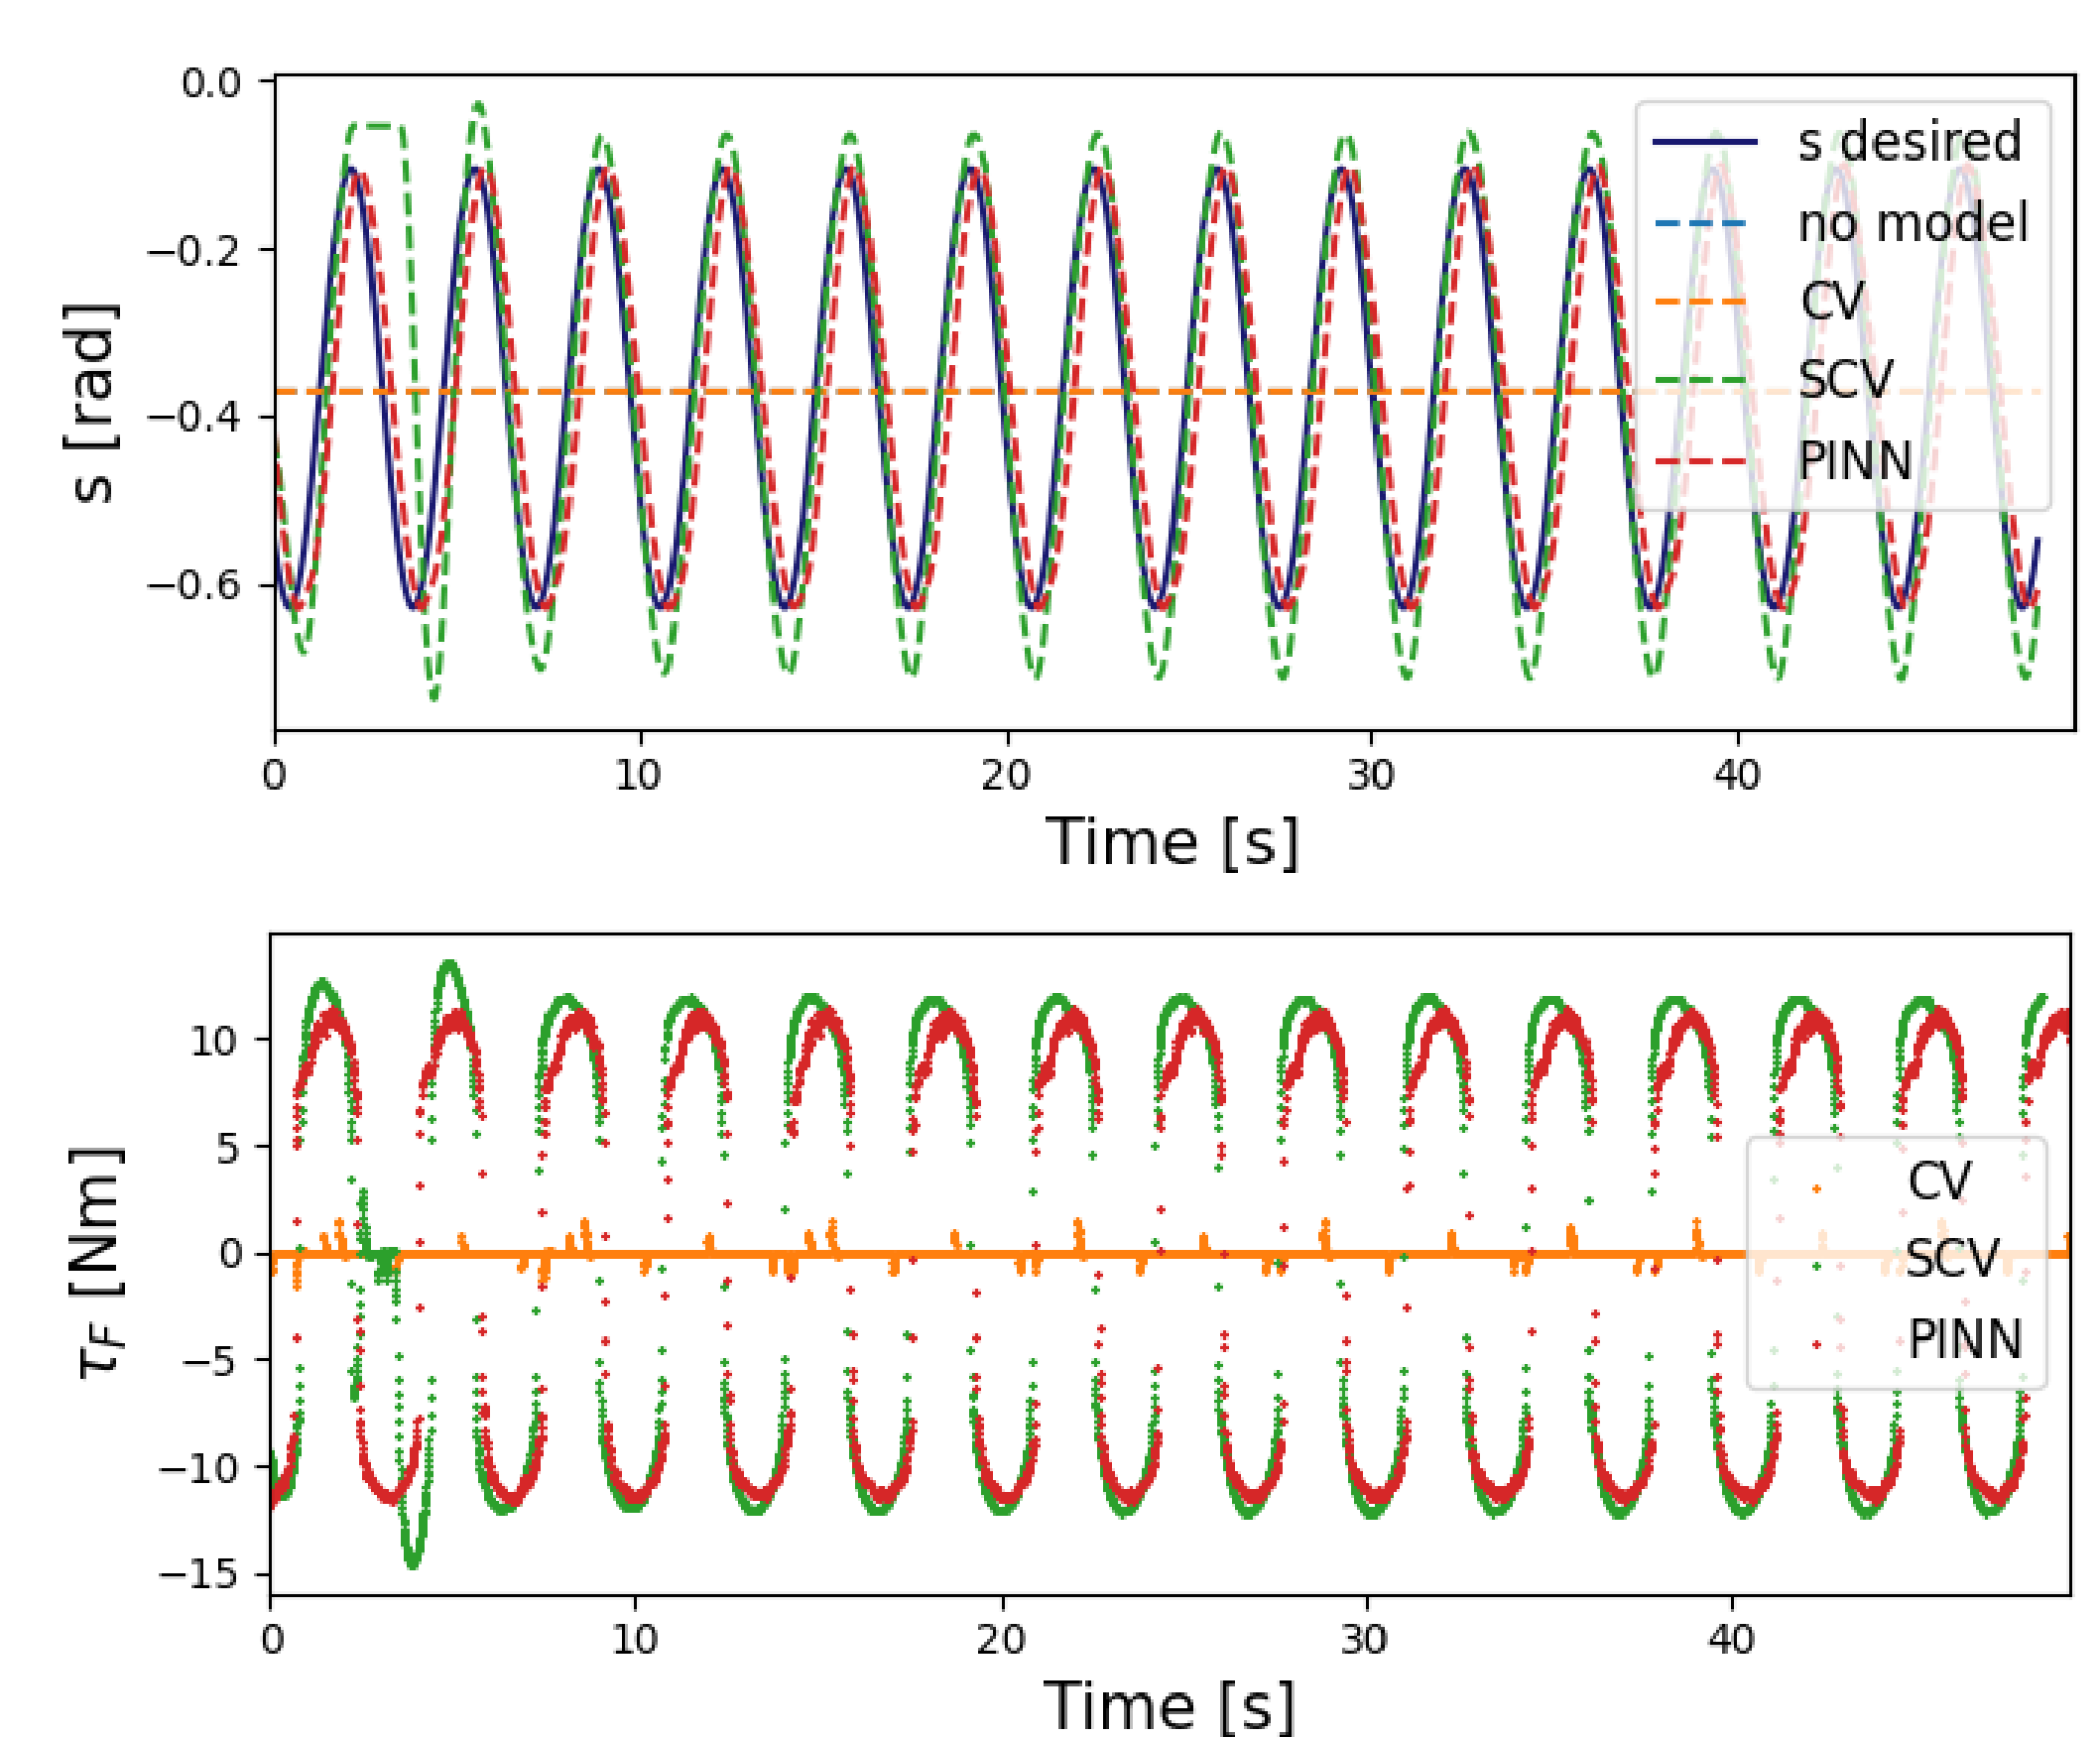 0.0
−0.2
−0.4
−0.6
s [rad]
s desired
no model
CV
SCV
PINN
0 10 20 30 40
Time [s]
10
5
0
−5
−10
−15
τF [Nm]
CV
SCV
PINN
0 10 20 30 40
Time [s]